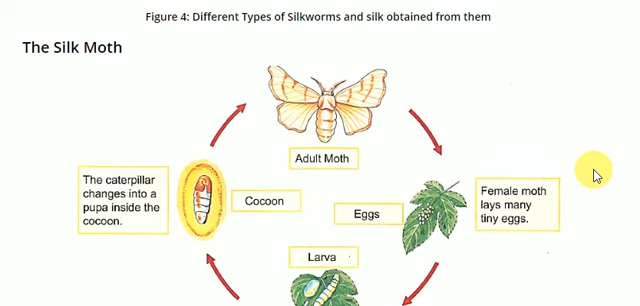 Figure 4: Different Types of Silkworms and silk obtained from them
The Silk Moth
Adult Moth
The caterpillar
changes into a
pupa inside the
cocoon.
Cocoon
Eggs
Female moth
lays many
tiny eggs.
Larva